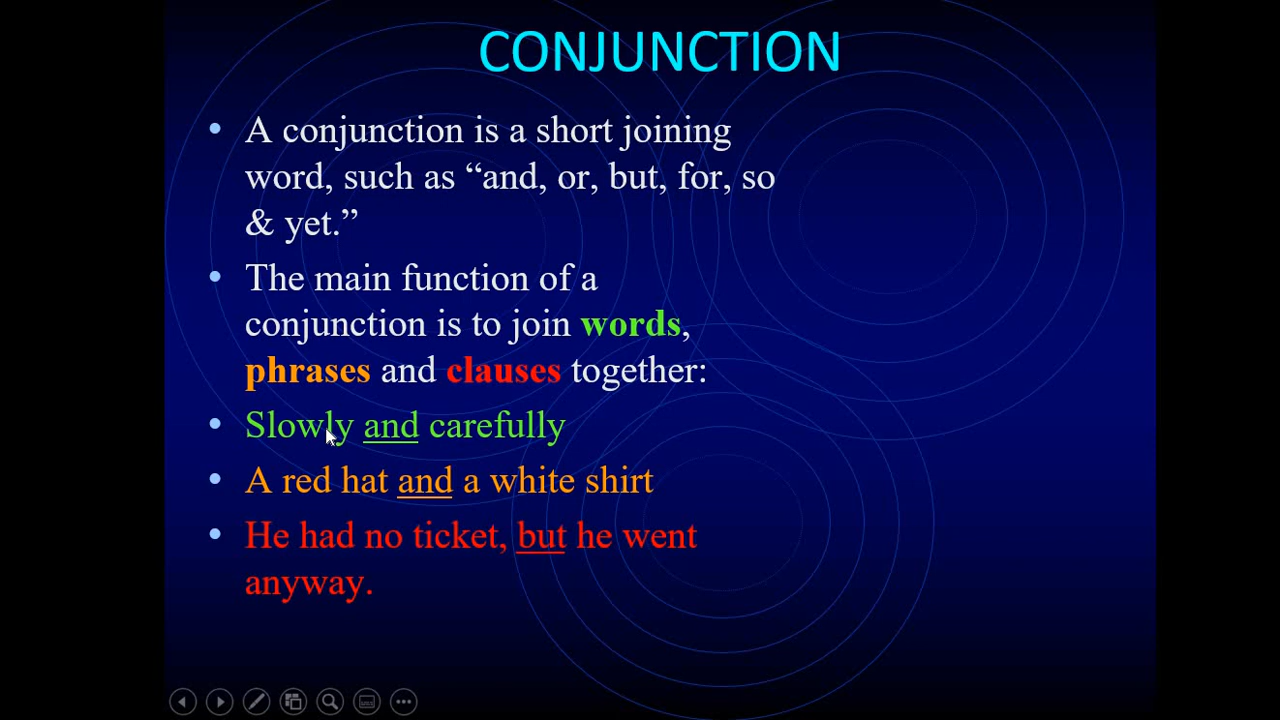 CONJUNCTION
• A conjunction is a short joining
word, such as “and, or, but, for, so
& yet.”
• The main function of a
conjunction is to join words,
phrases and clauses together:
• Slowly and carefully
• A red hat and a white shirt
• He had no ticket, but he went
anyway.